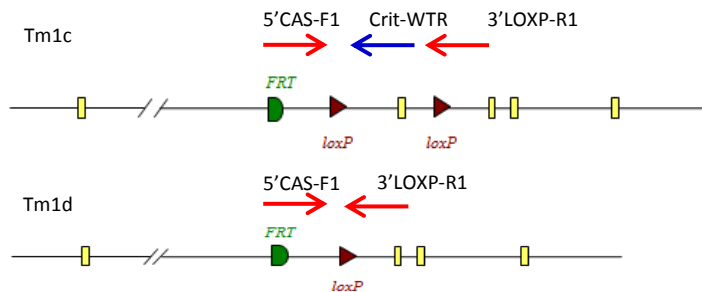 5'CAS-F1 Crit-WTR 3'LOXP-R1
Tm1c
FRT
loxP loxP
5'CAS-F1 3'LOXP-R1
Tm1d
FRT
loxP